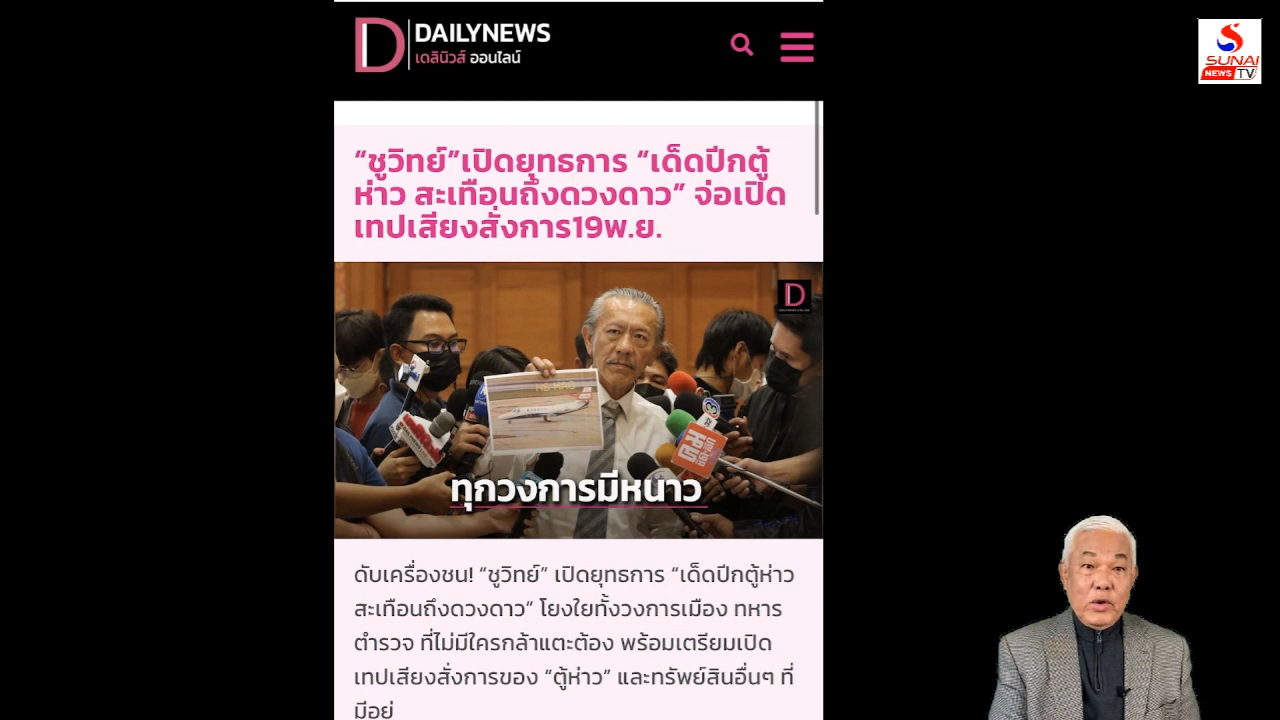 DAILYNEWS
เดลินิวส์ ออนไลน์
SUNAI
NEWS TV
“ชูวิทย์”เปิดยุทธการ “เด็ดปีกตู้
ห่าว สะเทือนถึงดวงดาว” จ่อเปิด
เทปเสียงสั่งการ19พ.ย.
HS-HAG
ทุกวงการมีหนาว
ดับเครื่องชน! “ชูวิทย์” เปิดยุทธการ “เด็ดปีกตู้ห่าว
สะเทือนถึงดวงดาว” โยงใยทั้งวงการเมือง ทหาร
ตำรวจ ที่ไม่มีใครกล้าแตะต้อง พร้อมเตรียมเปิด
เทปเสียงสั่งการของ “ตู้ห่าว” และทรัพย์สินอื่นๆ ที่
มีอยู่